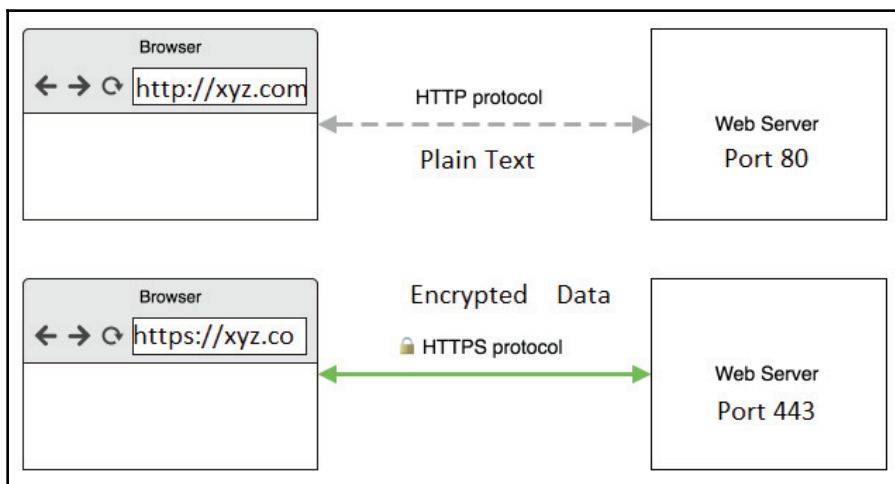 Browser
http://xyz.com
HTTP protocol
Plain Text
Web Server
Port 80
Browser
https://xyz.co
Encrypted Data
HTTPS protocol
Web Server
Port 443